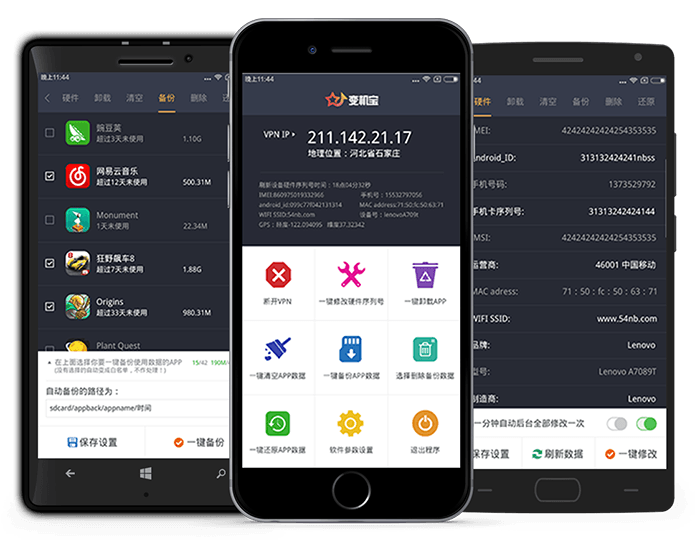 晚上11:44
硬件 卸载 清空 备份 删除 还
豌豆荚
超过3天未使用 1.10G
网易云音乐
超过12天未使用 500.31M
Monument
1天未使用 22.34M
狂野飙车8
超过7天未使用 1.88G
Origins
超过33天未使用 980.31M
Plant Quest
在上面选择你要一键备份使用数据的APP 15/42 190M/
(没有选择的自动变成白名单，不作处理！)
自动备份的路径为：
sdcard/appback/appname/时间
保存设置 一键备份
晚上11:44
变机宝
VPN IP 211.142.21.17
地理位置：河北省石家庄
刷新设备硬件序列号时间：18点04分32秒
IMEI:860975019332966 手机号：15532797056
android_id:099c77f042131314 MAC address:71:50:fc:50:63:71
WIFI SSID:54nb.com 设备号：lenovoA709t
GPS：经度-122.094095 纬度37.32342
断开VPN 一键修改硬件序列号 一键卸载APP
一键清空APP数据 一键备份APP数据 选择删除备份数据
一键还原APP数据 软件参数设置 退出程序
晚上11:44
硬件 卸载 清空 备份 删除 还原
MEI: 42424242424254353535
Android_ID: 313132424241nbss
手机号码: 1373529792
手机卡序列号: 31313242424144
MSI: 42424242424254353535
运营商: 46001 中国移动
MAC adress: 71：50：fc：50：63：71
WIFI SSID: www.54nb.com
品牌: Lenovo
型号: Lenovo A7089T
制造商: Lenovo
一分钟自动后台全部修改一次
保存设置 刷新数据 一键修改